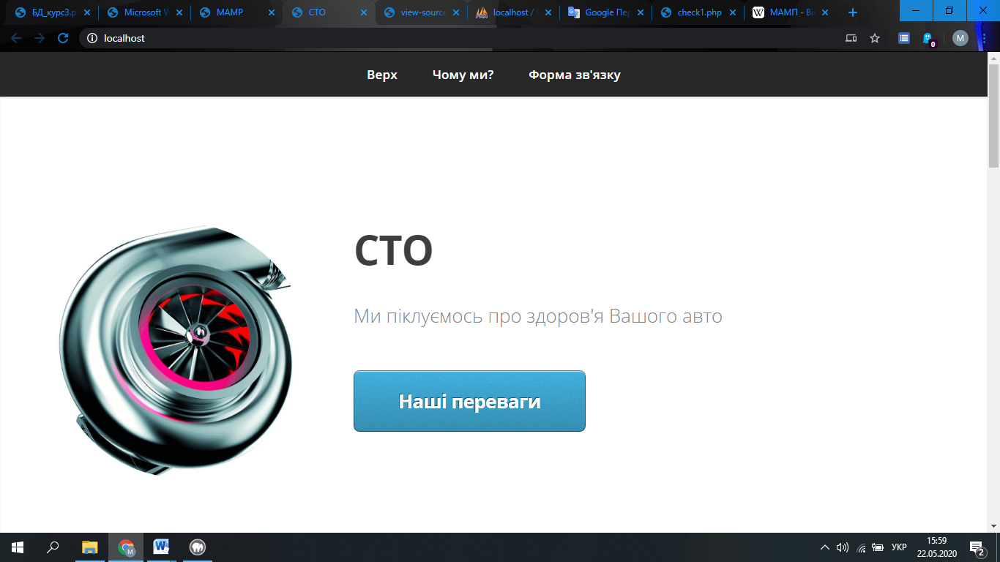 БД_курс3.p
Microsoft W
MAMP
СТО
view-source
localhost /
Google Пер
check1.php
МАМП - Ві
localhost
0
M
Верх
Чому ми?
Форма зв'язку
СТО
Ми піклуємось про здоров'я Вашого авто
Наші переваги
M
УКР
15:59
22.05.2020
2